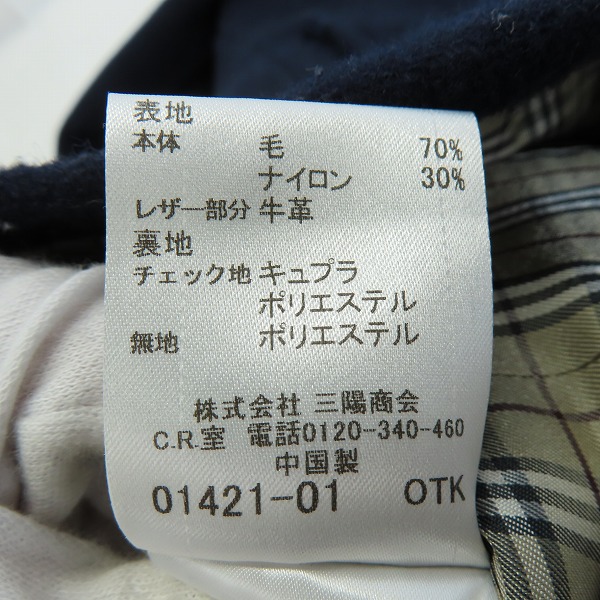 表地
本体 毛 70%
ナイロン 30%
レザー部分 牛革
裏地
チェック地 キュプラ
ポリエステル
無地 ポリエステル
株式会社 三陽商会
C.R.室 電話0120-340-460
中国製
01421-01 OTK